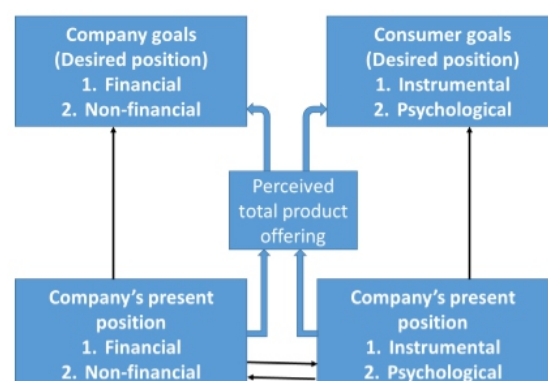 Company goals
(Desired position)
1. Financial
2. Non-financial
Consumer goals
(Desired position)
1. Instrumental
2. Psychological
Perceived
total product
offering
Company's present
position
1. Financial
2. Non-financial
Company's present
position
1. Instrumental
2. Psychological